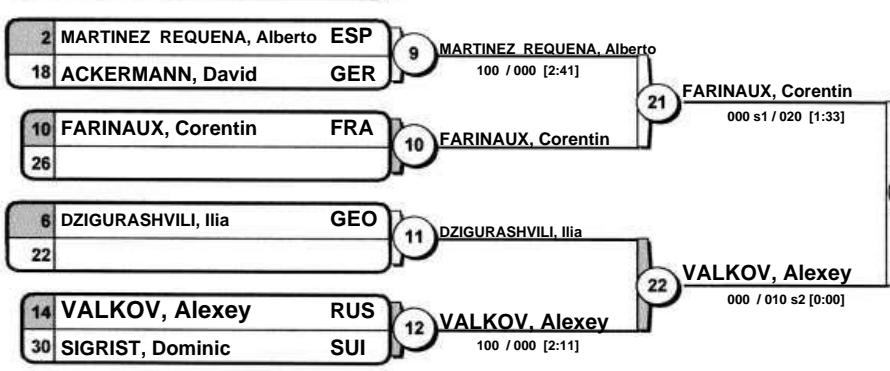 2 MARTINEZ REQUENA, Alberto ESP
18 ACKERMANN, David GER
9
MARTINEZ REQUENA, Alberto
100 / 000 [2:41]
10 FARINAUX, Corentin FRA
26
10
FARINAUX, Corentin
21
FARINAUX, Corentin
000 s1 / 020 [1:33]
6 DZIGURASHVILI, Ilia GEO
22
11
DZIGURASHVILI, Ilia
14 VALKOV, Alexey RUS
30 SIGRIST, Dominic SUI
12
VALKOV, Alexey
100 / 000 [2:11]
22
VALKOV, Alexey
000 / 010 s2 [0:00]